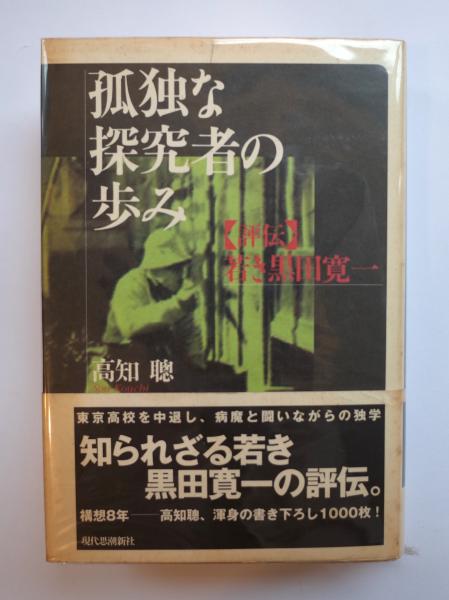 孤独な
探究者の
歩み
【評伝】
若き黒田寛一
高知 聰
Sou Kouchi
東京高校を中退し、病魔と闘いながらの独学
知られざる若き
黒田寛一の評伝。
構想8年──高知聰、渾身の書き下ろし1000枚!
現代思潮新社